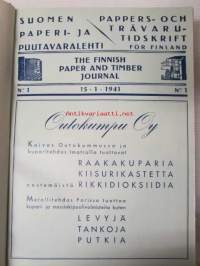 SUOMEN
PAPERI- JA
PUUTAVARALEHTI
PAPPERS- OCH
TRÄVARU-
TIDSKRIFT
FÖR FINLAND
THE FINNISH
PAPER AND TIMBER
JOURNAL
No 1
15 - 1 - 1941
No 1
Outokumpu Oy
Kaivos Outokummussa ja
kuparitehdas Imatralla tuottavat
RAAKAKUPARIA
KIISURIKASTETTA
nestemäistä RIKKIDIOKSIDIA
Metallitehdas Porissa tuottaa
kupari- ja messinkipuolivalmisteita kuten
LEVYJÄ
TANKOJA
PUTKIA